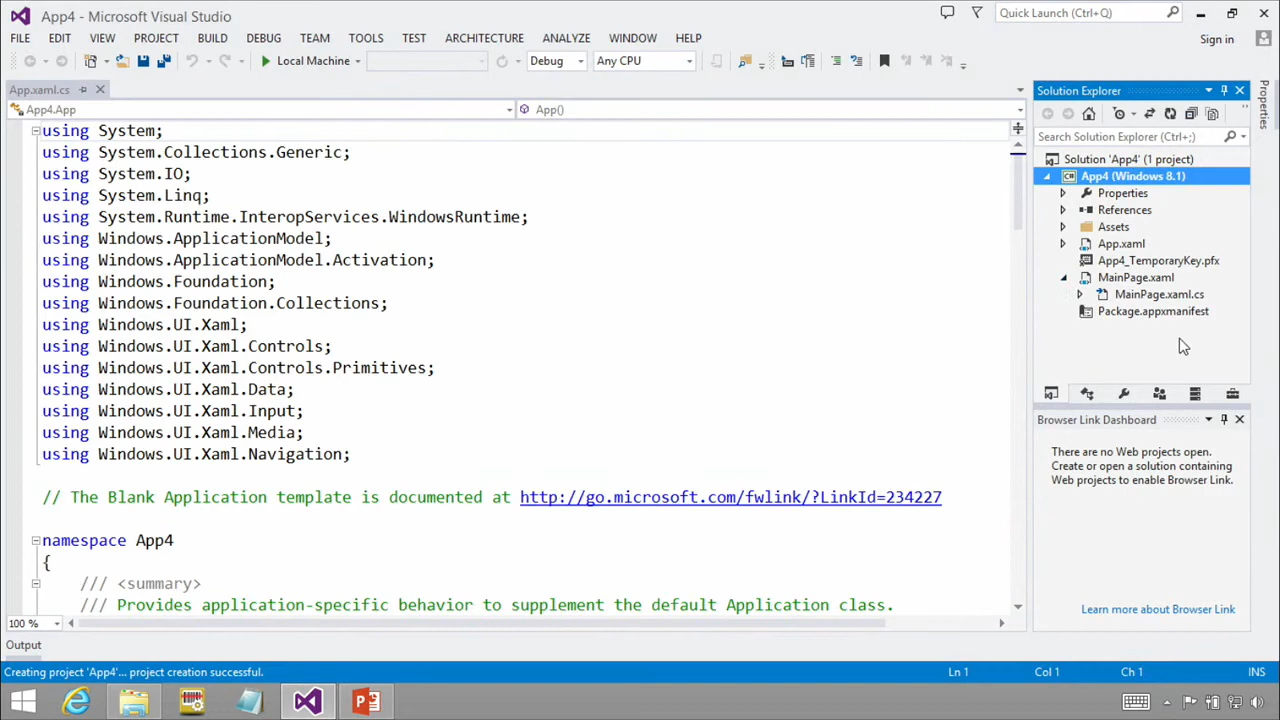 App4 - Microsoft Visual Studio
Quick Launch (Ctrl+Q)
FILE EDIT VIEW PROJECT BUILD DEBUG TEAM TOOLS TEST ARCHITECTURE ANALYZE WINDOW HELP
Sign in
Local Machine
Debug
Any CPU
App.xaml.cs
App4.App
App()
using System;
using System.Collections.Generic;
using System.IO;
using System.Linq;
using System.Runtime.InteropServices.WindowsRuntime;
using Windows.ApplicationModel;
using Windows.ApplicationModel.Activation;
using Windows.Foundation;
using Windows.Foundation.Collections;
using Windows.UI.Xaml;
using Windows.UI.Xaml.Controls;
using Windows.UI.Xaml.Controls.Primitives;
using Windows.UI.Xaml.Data;
using Windows.UI.Xaml.Input;
using Windows.UI.Xaml.Media;
using Windows.UI.Xaml.Navigation;
// The Blank Application template is documented at http://go.microsoft.com/fwlink/?LinkId=234227
namespace App4
{
/// <summary>
/// Provides application-specific behavior to supplement the default Application class.
100 %
Output
Solution Explorer
Search Solution Explorer (Ctrl+;)
Solution 'App4' (1 project)
C# App4 (Windows 8.1)
Properties
References
Assets
App.xaml
App4_TemporaryKey.pfx
MainPage.xaml
MainPage.xaml.cs
Package.appxmanifest
Browser Link Dashboard
There are no Web projects open.
Create or open a solution containing
Web projects to enable Browser Link.
Learn more about Browser Link
Properties
Creating project 'App4'... project creation successful.
Ln 1
Col 1
Ch 1
INS